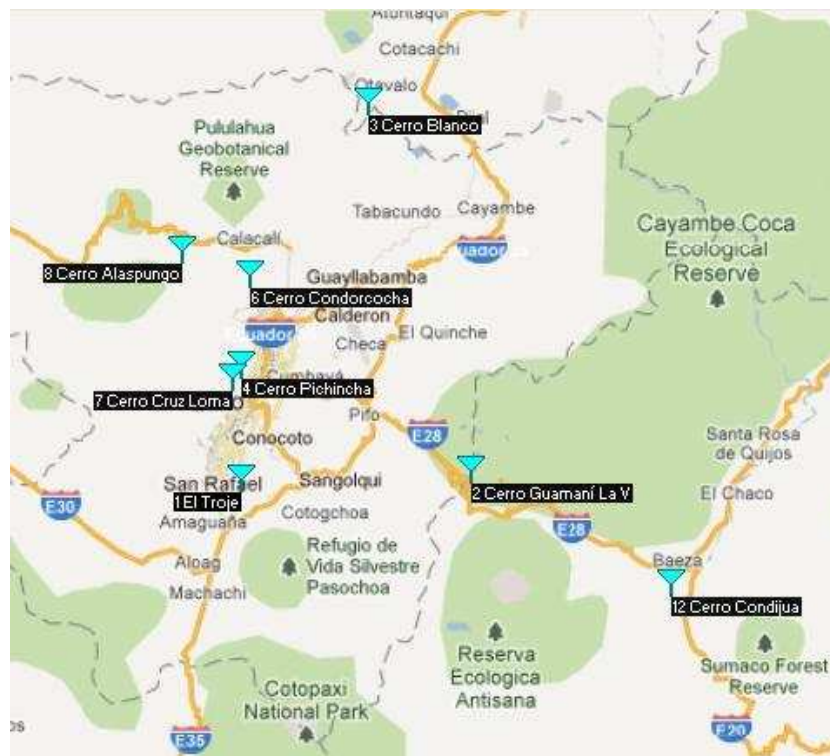 Atuntaqui
Cotacachi
Otavalo
3 Cerro Blanco
Pululahua
Geobotanical
Reserve
Tabacundo
Cayambe
Cayambe Coca
Ecological
Reserve
Calacalí
8 Cerro Alaspungo
Guayllabamba
6 Cerro Condorcocha
Calderon
El Quinche
Checa
Cumbayá
4 Cerro Pichincha
7 Cerro Cruz Loma
Pifo
Conocoto
E28
Santa Rosa
de Quijos
San Rafael
Sangolqui
2 Cerro Guamaní La V
El Chaco
1 El Troje
E30
Amaguaña
Cotogchoa
E28
Aloag
Refugio de
Vida Silvestre
Pasochoa
Baeza
Machachi
12 Cerro Condijua
Reserva
Ecologica
Antisana
Sumaco Forest
Reserve
Cotopaxi
National Park
E35
E20